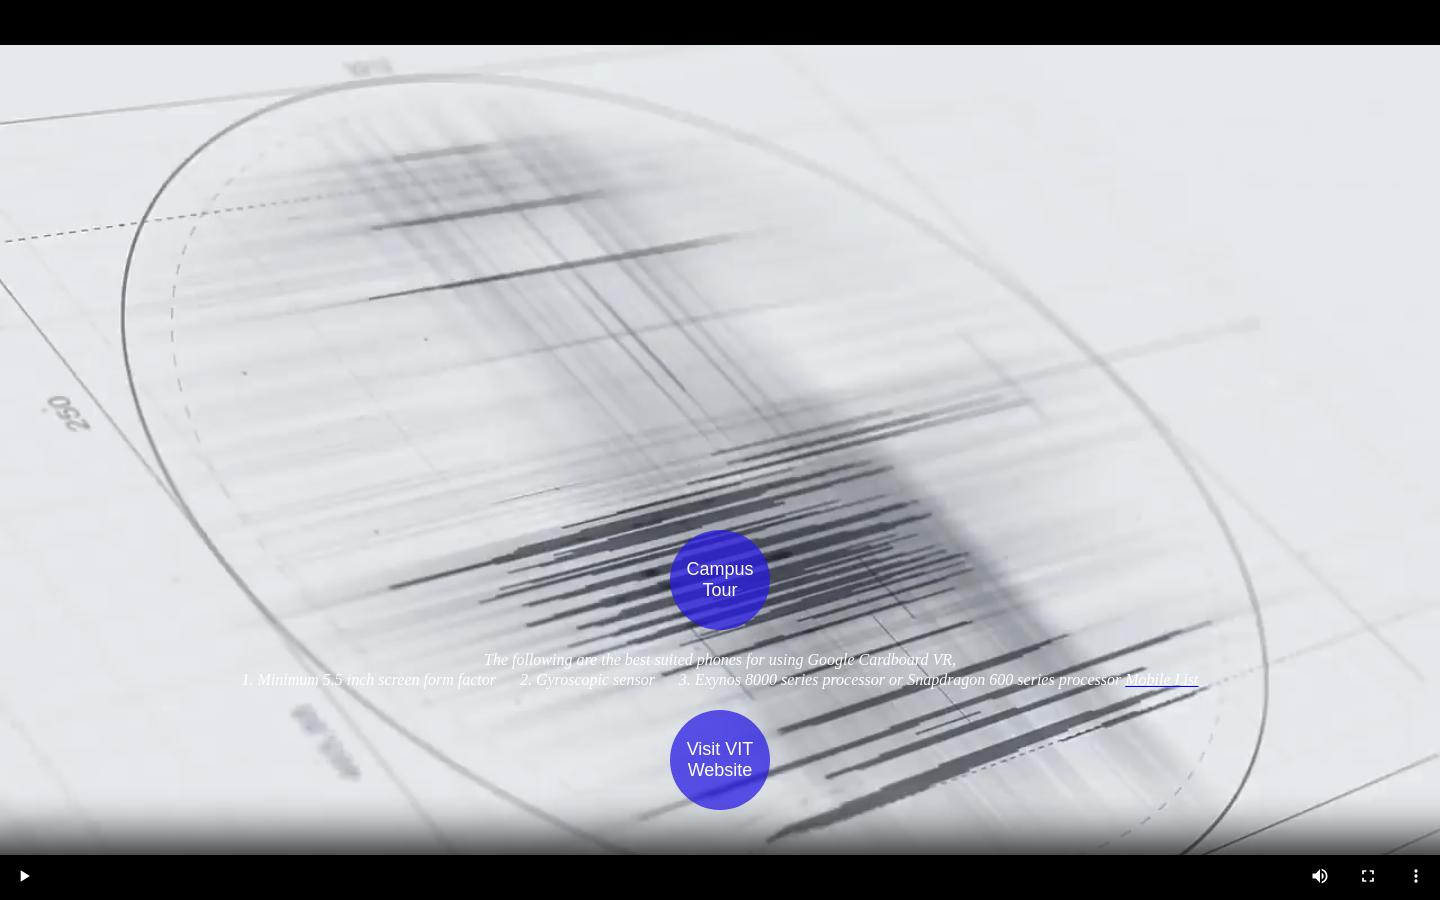 250
Campus
Tour
The following are the best suited phones for using Google Cardboard VR,
1. Minimum 5.5 inch screen form factor 2. Gyroscopic sensor 3. Exynos 8000 series processor or Snapdragon 600 series processor Mobile List
Visit VIT
Website